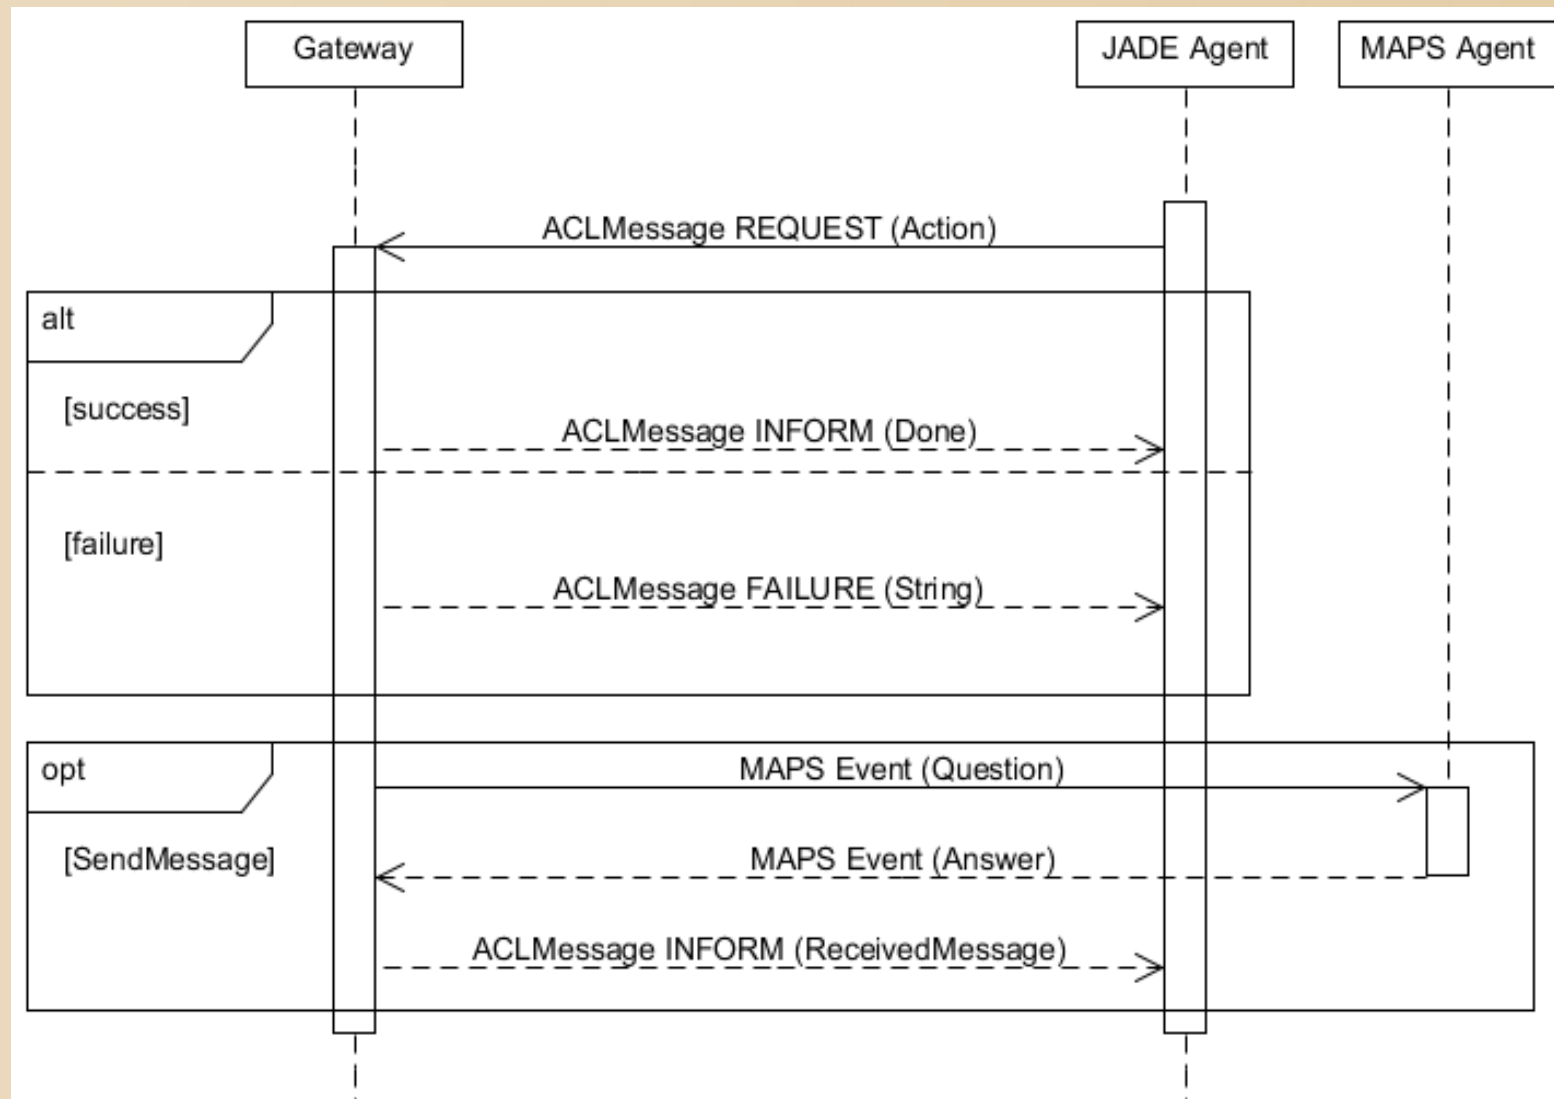 Gateway
JADE Agent
MAPS Agent
ACLMessage REQUEST (Action)
alt
[success]
ACLMessage INFORM (Done)
[failure]
ACLMessage FAILURE (String)
opt
MAPS Event (Question)
[SendMessage]
MAPS Event (Answer)
ACLMessage INFORM (ReceivedMessage)